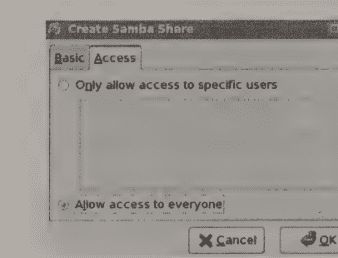 Create Samba Share
Basic Access
Only allow access to specific users
Allow access to everyone
Cancel OK